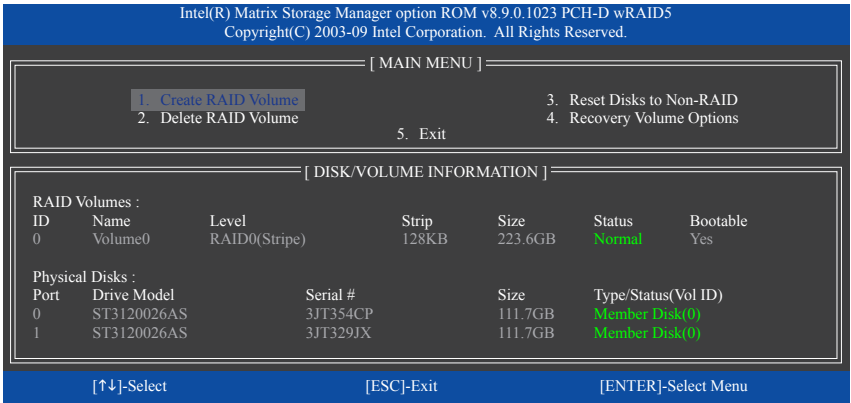 Intel(R) Matrix Storage Manager option ROM v8.9.0.1023 PCH-D wRAID5
Copyright(C) 2003-09 Intel Corporation. All Rights Reserved.
[ MAIN MENU ]
1. Create RAID Volume 3. Reset Disks to Non-RAID
2. Delete RAID Volume 4. Recovery Volume Options
5. Exit
[ DISK/VOLUME INFORMATION ]
RAID Volumes :
ID Name Level Strip Size Status Bootable
0 Volume0 RAID0(Stripe) 128KB 223.6GB Normal Yes
Physical Disks :
Port Drive Model Serial # Size Type/Status(Vol ID)
0 ST3120026AS 3JT354CP 111.7GB Member Disk(0)
1 ST3120026AS 3JT329JX 111.7GB Member Disk(0)
[↑↓]-Select [ESC]-Exit [ENTER]-Select Menu